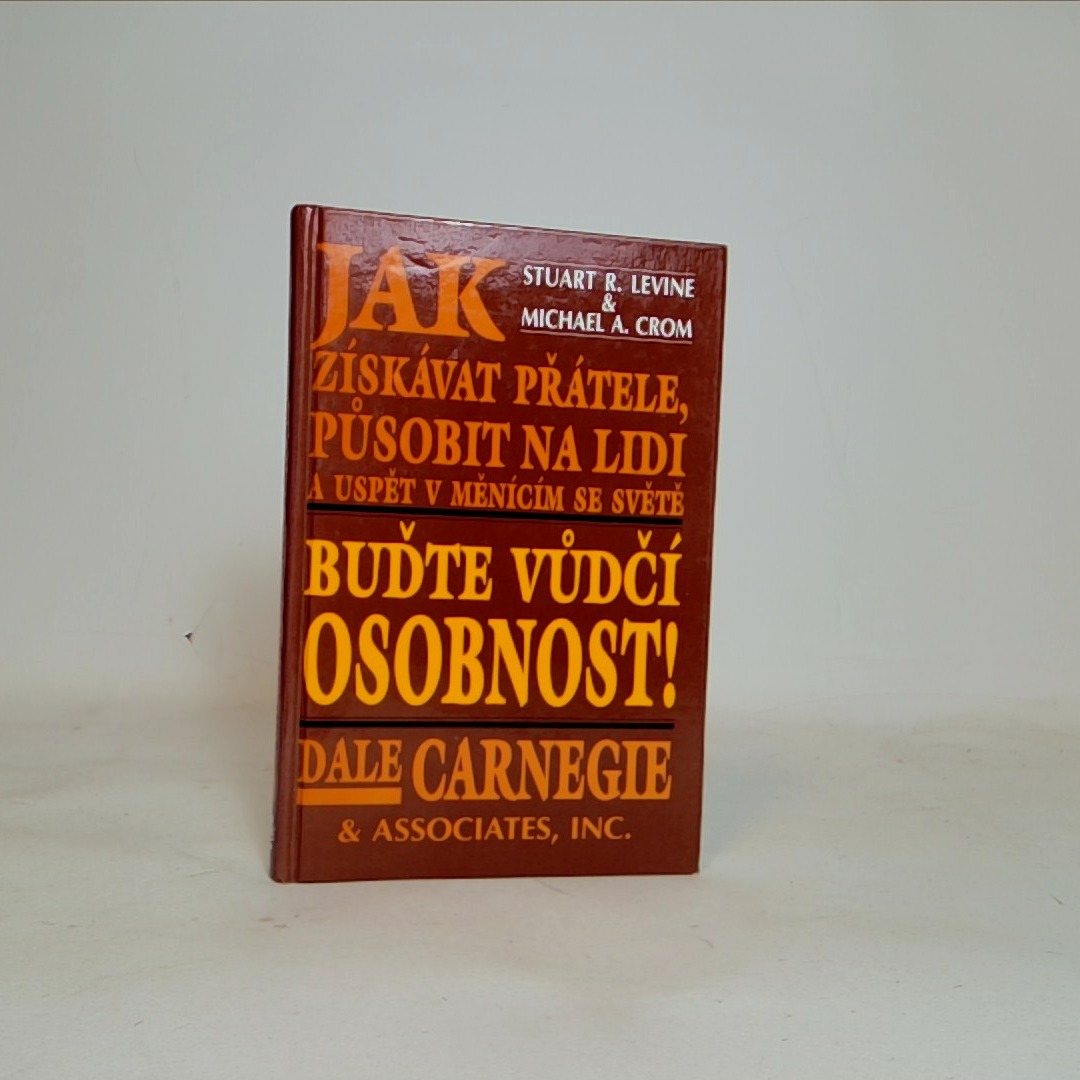 JAK
STUART R. LEVINE
&
MICHAEL A. CROM
ZÍSKÁVAT PŘÁTELE,
PŮSOBIT NA LIDI
A USPĚT V MĚNÍCÍM SE SVĚTĚ
BUĎTE VŮDČÍ
OSOBNOST!
DALE CARNEGIE
& ASSOCIATES, INC.